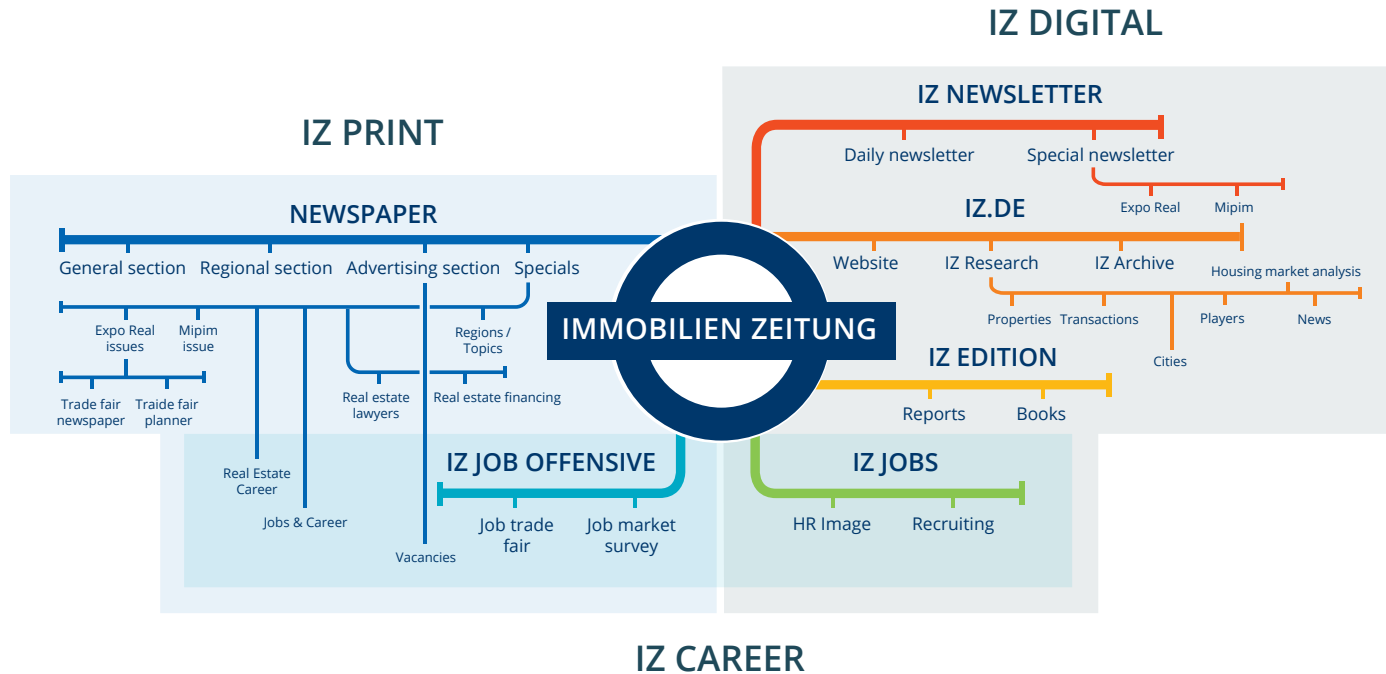 IZ DIGITAL
IZ PRINT
IZ NEWSLETTER
Daily newsletter
Special newsletter
Expo Real
Mipim
NEWSPAPER
General section
Regional section
Advertising section
Specials
Expo Real
issues
Mipim
issue
Regions /
Topics
Trade fair
newspaper
Traide fair
planner
Real estate
lawyers
Real estate financing
IZ.DE
Website
IZ Research
IZ Archive
Housing market analysis
Properties
Transactions
Cities
Players
News
IMMOBILIEN ZEITUNG
IZ EDITION
Reports
Books
Real Estate
Career
Jobs & Career
Vacancies
IZ JOB OFFENSIVE
Job trade
fair
Job market
survey
IZ JOBS
HR Image
Recruiting
IZ CAREER